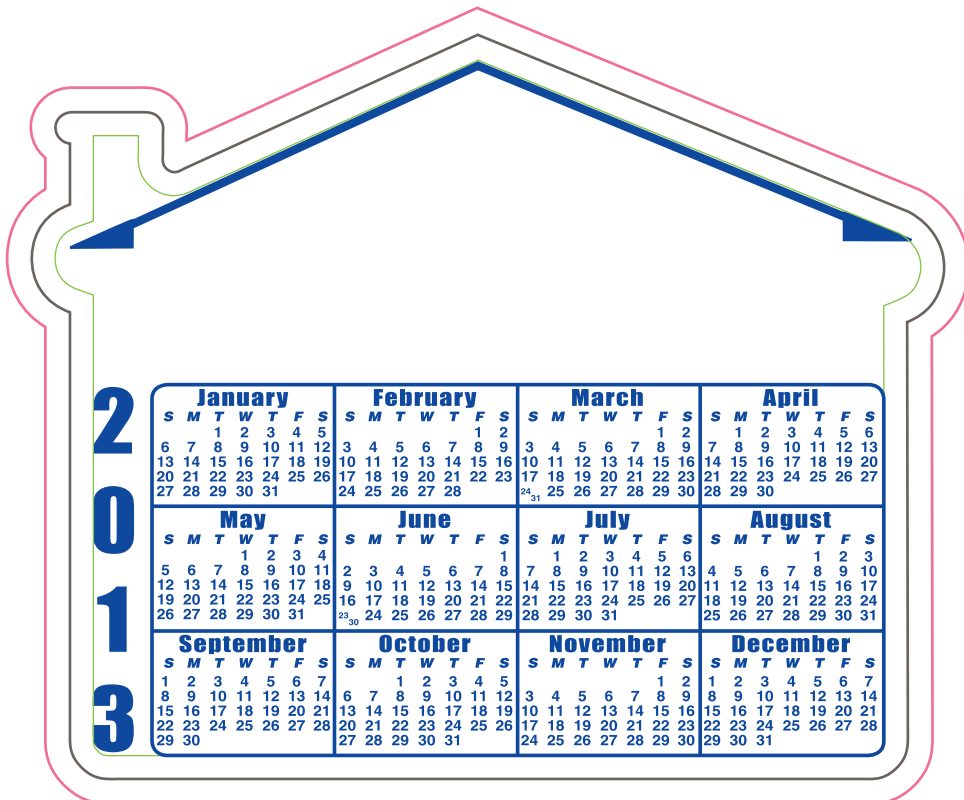 2
0
1
3
January
S M T W T F S
1 2 3 4 5
6 7 8 9 10 11 12
13 14 15 16 17 18 19
20 21 22 23 24 25 26
27 28 29 30 31
February
S M T W T F S
1 2
3 4 5 6 7 8 9
10 11 12 13 14 15 16
17 18 19 20 21 22 23
24 25 26 27 28
March
S M T W T F S
1 2
3 4 5 6 7 8 9
10 11 12 13 14 15 16
17 18 19 20 21 22 23
24 31 25 26 27 28 29 30
April
S M T W T F S
1 2 3 4 5 6
7 8 9 10 11 12 13
14 15 16 17 18 19 20
21 22 23 24 25 26 27
28 29 30
May
S M T W T F S
1 2 3 4
5 6 7 8 9 10 11
12 13 14 15 16 17 18
19 20 21 22 23 24 25
26 27 28 29 30 31
June
S M T W T F S
1
2 3 4 5 6 7 8
9 10 11 12 13 14 15
16 17 18 19 20 21 22
23 30 24 25 26 27 28 29
July
S M T W T F S
1 2 3 4 5 6
7 8 9 10 11 12 13
14 15 16 17 18 19 20
21 22 23 24 25 26 27
28 29 30 31
August
S M T W T F S
1 2 3
4 5 6 7 8 9 10
11 12 13 14 15 16 17
18 19 20 21 22 23 24
25 26 27 28 29 30 31
September
S M T W T F S
1 2 3 4 5 6 7
8 9 10 11 12 13 14
15 16 17 18 19 20 21
22 23 24 25 26 27 28
29 30
October
S M T W T F S
1 2 3 4 5
6 7 8 9 10 11 12
13 14 15 16 17 18 19
20 21 22 23 24 25 26
27 28 29 30 31
November
S M T W T F S
1 2
3 4 5 6 7 8 9
10 11 12 13 14 15 16
17 18 19 20 21 22 23
24 25 26 27 28 29 30
December
S M T W T F S
1 2 3 4 5 6 7
8 9 10 11 12 13 14
15 16 17 18 19 20 21
22 23 24 25 26 27 28
29 30 31